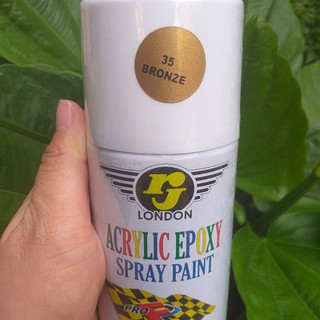 35
BRONZE
rj
LONDON
ACRYLIC EPOXY
SPRAY PAINT
PRO